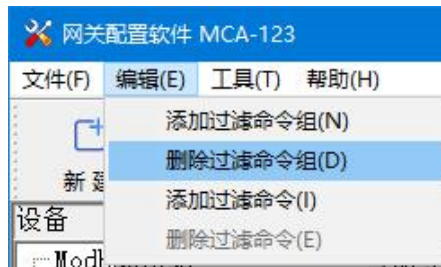 网关配置软件 MCA-123
文件(F) 编辑(E) 工具(T) 帮助(H)
添加过滤命令组(N)
删除过滤命令组(D)
新建
添加过滤命令(I)
设备
删除过滤命令(E)